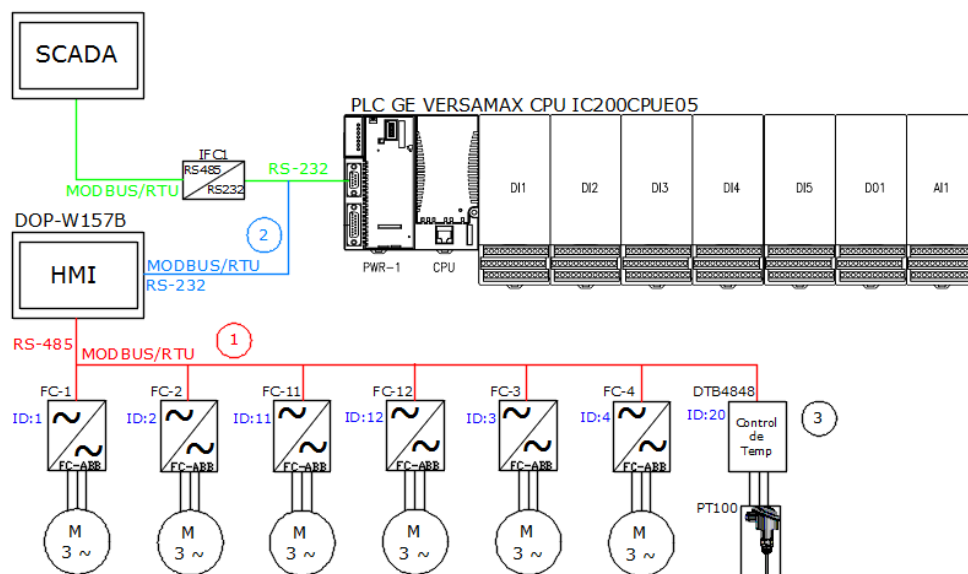 SCADA
PLC GE VERSAMAX CPU IC200CPUE05
IFC1
RS485
RS232
RS-232
MODBUS/RTU
DI1
DI2
DI3
DI4
DI5
DO1
AI1
PWR-1
CPU
DOP-W157B
HMI
2
MODBUS/RTU
RS-232
RS-485
MODBUS/RTU
1
FC-1
FC-2
FC-11
FC-12
FC-3
FC-4
DTB4848
ID:1
ID:2
ID:11
ID:12
ID:3
ID:4
ID:20
Control
de
Temp
3
FC-ABB
FC-ABB
FC-ABB
FC-ABB
FC-ABB
FC-ABB
PT100
M
3 ~
M
3 ~
M
3 ~
M
3 ~
M
3 ~
M
3 ~